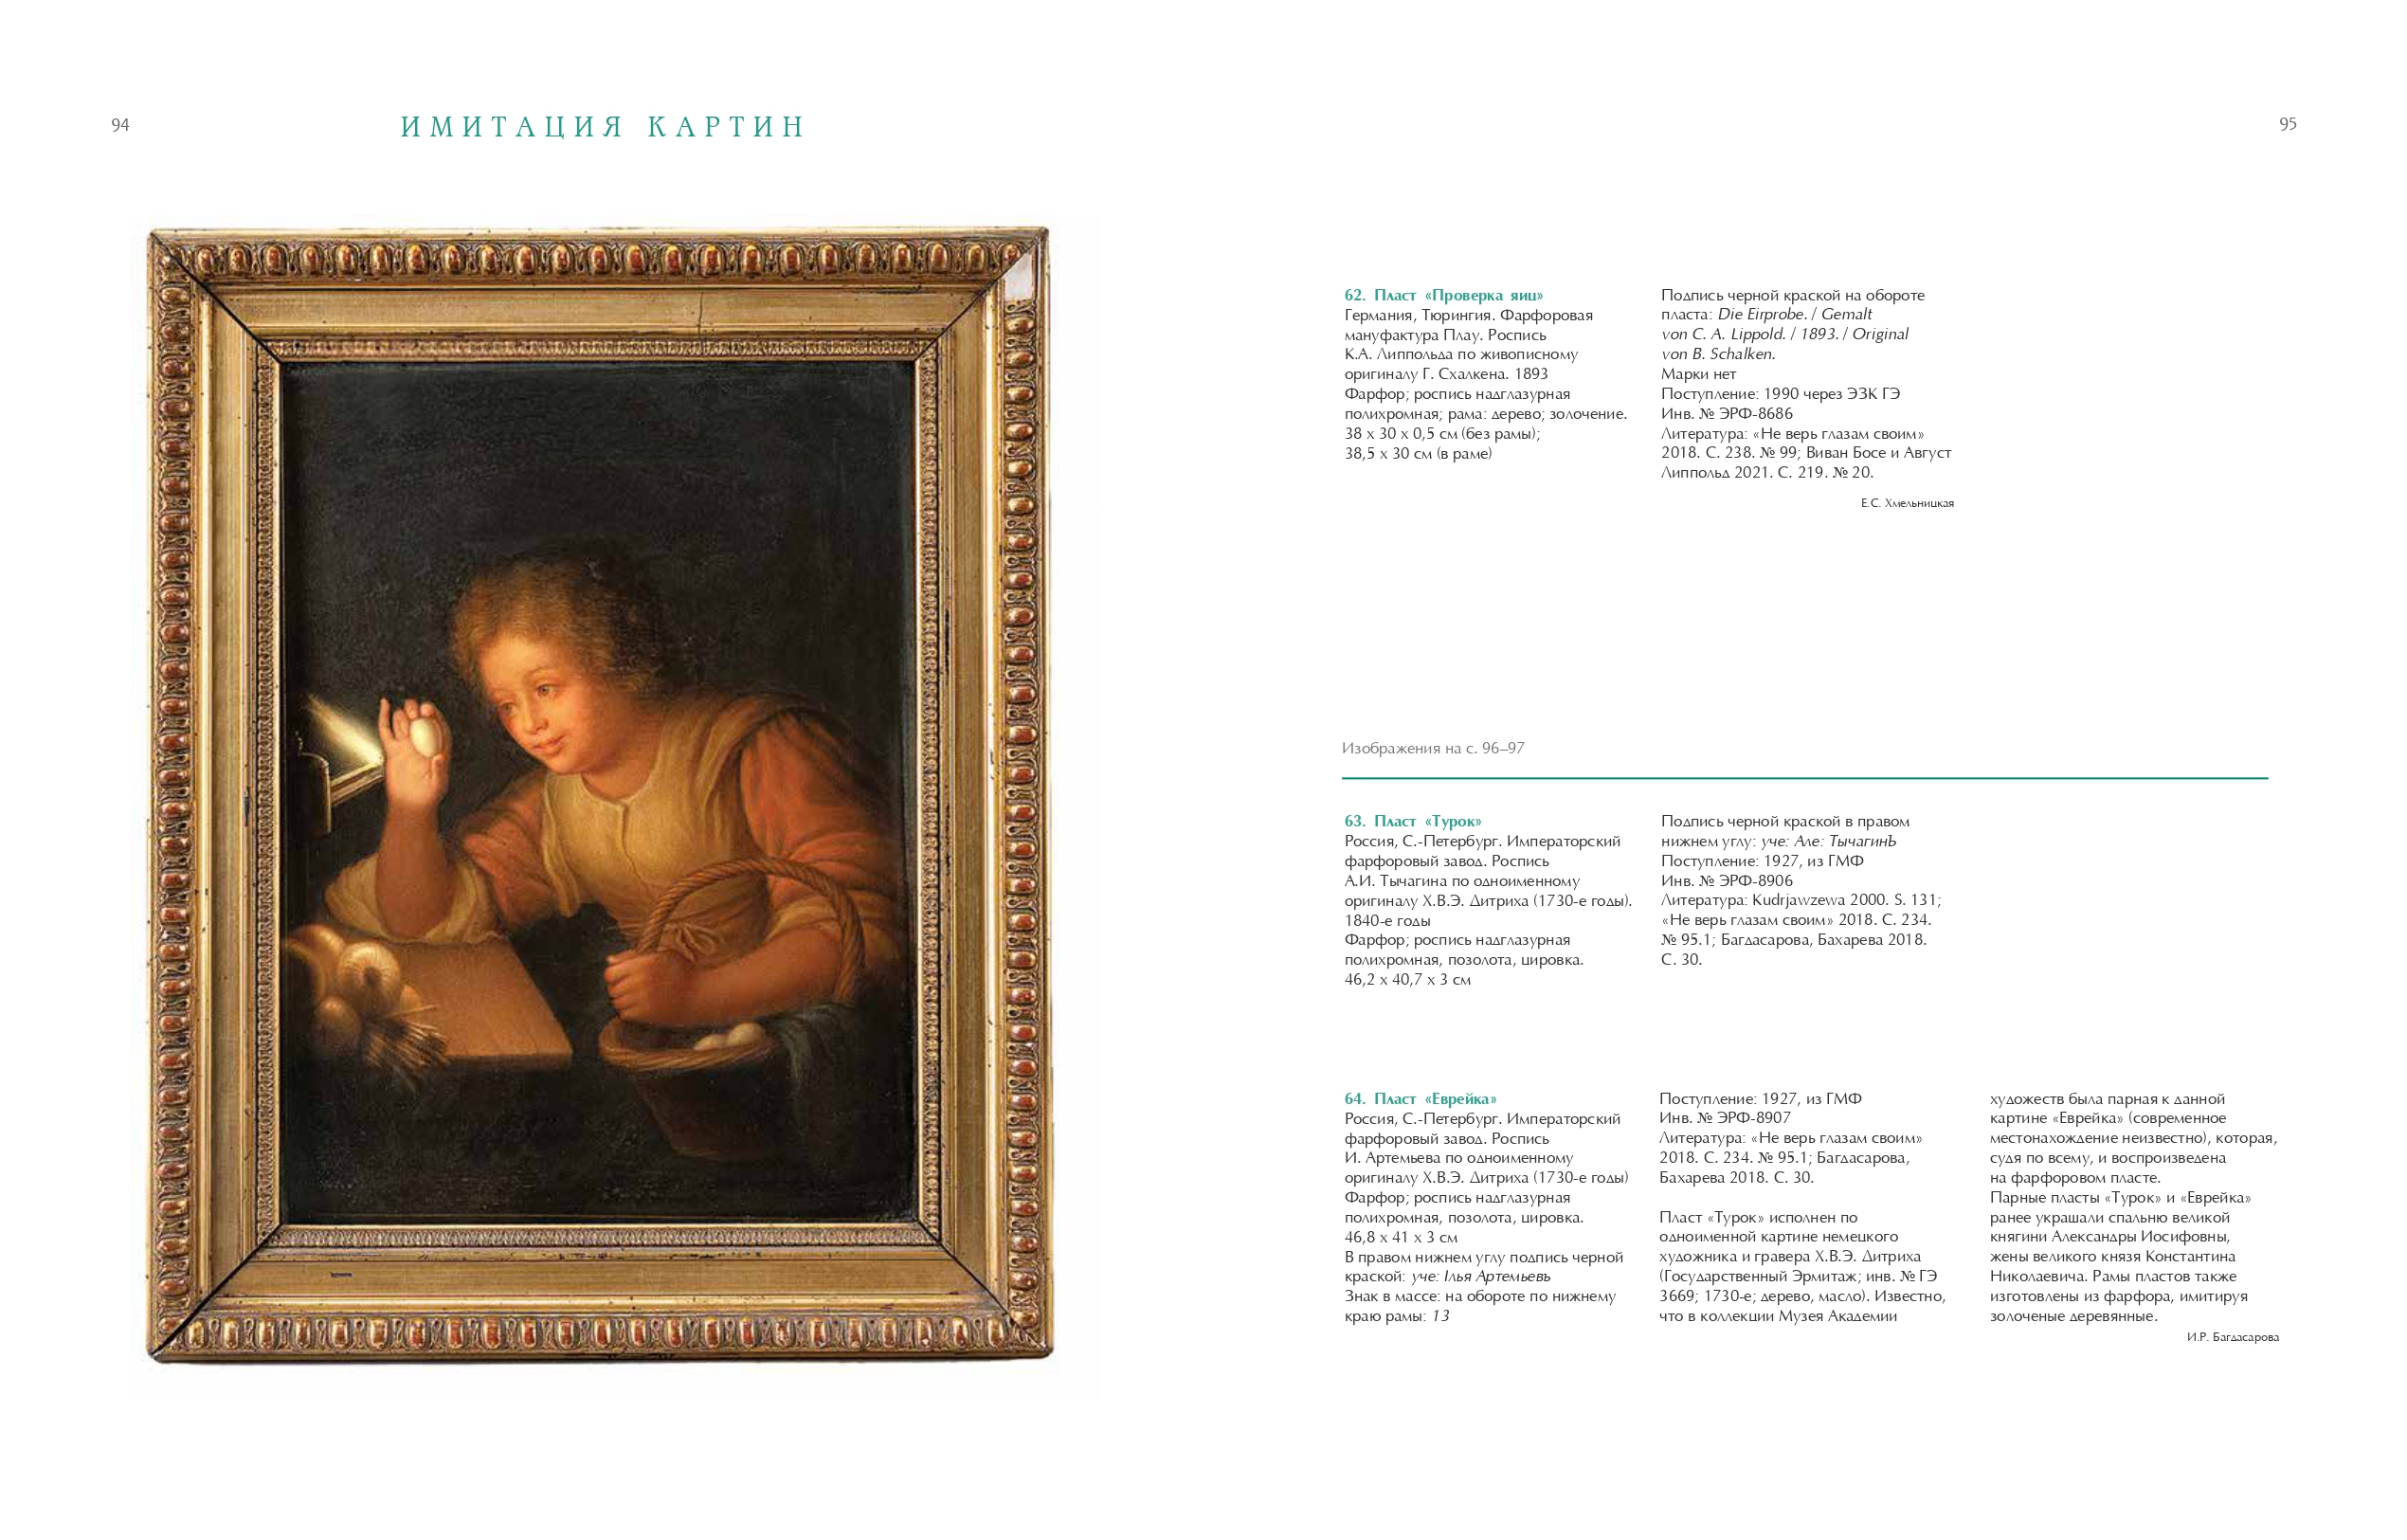 94
ИМИТАЦИЯ КАРТИН
95
62. Пласт «Проверка яиц»
Германия, Тюрингия. Фарфоровая
мануфактура Плау. Роспись
К.А. Липпольда по живописному
оригиналу Г. Схалкена. 1893
Фарфор; роспись надглазурная
полихромная; рама: дерево; золочение.
38 х 30 х 0,5 см (без рамы);
38,5 х 30 см (в раме)
Подпись черной краской на обороте
пласта: Die Eirprobe. / Gemalt
von C. A. Lippold. / 1893. / Original
von B. Schalken.
Марки нет
Поступление: 1990 через ЭЗК ГЭ
Инв. № ЭРФ-8686
Литература: «Не верь глазам своим»
2018. С. 238. № 99; Виван Босе и Август
Липпольд 2021. С. 219. № 20.
Е.С. Хмельницкая
Изображения на с. 96–97
63. Пласт «Турок»
Россия, С.-Петербург. Императорский
фарфоровый завод. Роспись
А.И. Тычагина по одноименному
оригиналу Х.В.Э. Дитриха (1730-е годы).
1840-е годы
Фарфор; роспись надглазурная
полихромная, позолота, цировка.
46,2 х 40,7 х 3 см
Подпись черной краской в правом
нижнем углу: уче: Але: ТычагинЪ
Поступление: 1927, из ГМФ
Инв. № ЭРФ-8906
Литература: Kudrjawzewa 2000. S. 131;
«Не верь глазам своим» 2018. С. 234.
№ 95.1; Багдасарова, Бахарева 2018.
С. 30.
64. Пласт «Еврейка»
Россия, С.-Петербург. Императорский
фарфоровый завод. Роспись
И. Артемьева по одноименному
оригиналу Х.В.Э. Дитриха (1730-е годы)
Фарфор; роспись надглазурная
полихромная, позолота, цировка.
46,8 х 41 х 3 см
В правом нижнем углу подпись черной
краской: уче: Iлья Артемьевь
Знак в массе: на обороте по нижнему
краю рамы: 13
Поступление: 1927, из ГМФ
Инв. № ЭРФ-8907
Литература: «Не верь глазам своим»
2018. С. 234. № 95.1; Багдасарова,
Бахарева 2018. С. 30.
Пласт «Турок» исполнен по
одноименной картине немецкого
художника и гравера Х.В.Э. Дитриха
(Государственный Эрмитаж; инв. № ГЭ
3669; 1730-е; дерево, масло). Известно,
что в коллекции Музея Академии
художеств была парная к данной
картине «Еврейка» (современное
местонахождение неизвестно), которая,
судя по всему, и воспроизведена
на фарфоровом пласте.
Парные пласты «Турок» и «Еврейка»
ранее украшали спальню великой
княгини Александры Иосифовны,
жены великого князя Константина
Николаевича. Рамы пластов также
изготовлены из фарфора, имитируя
золоченые деревянные.
И.Р. Багдасарова